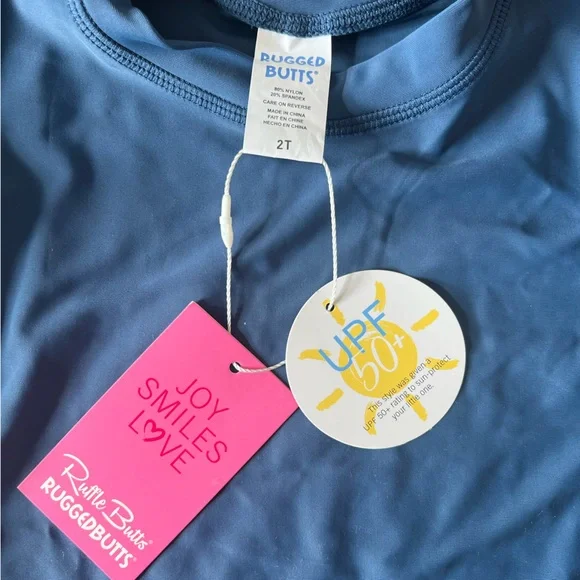 RUGGED
BUTTS®
80% NYLON
20% SPANDEX
CARE ON REVERSE
MADE IN CHINA
FAIT EN CHINE
HECHO EN CHINA
2T
JOY
SMILES
LOVE
Ruffle Butts®
RUGGEDBUTTS®
UPF
50+
This style was given a
UPF 50+ rating to sun-protect
your little one.